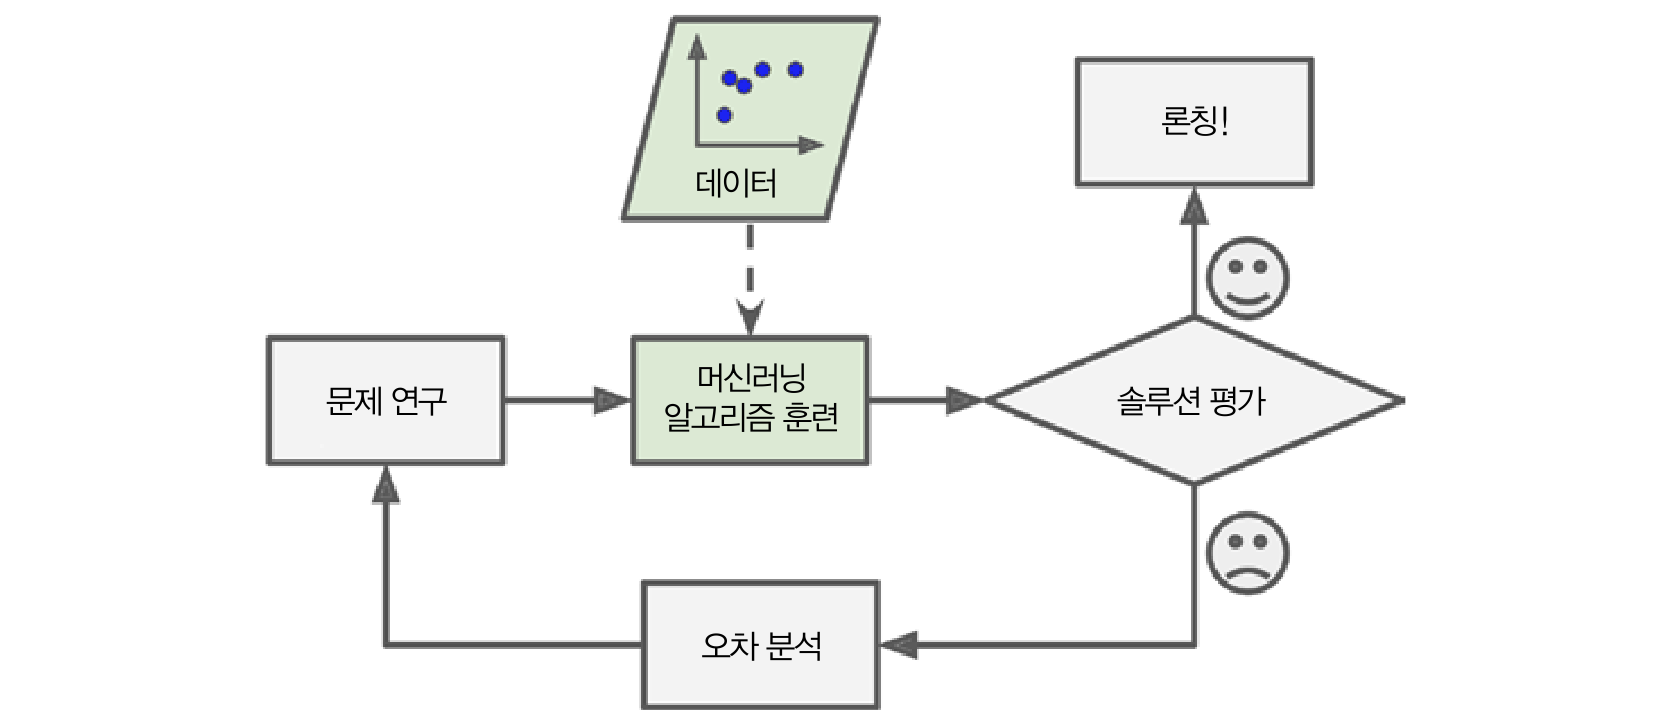 데이터
론칭!
문제 연구
머신러닝
알고리즘 훈련
솔루션 평가
오차 분석